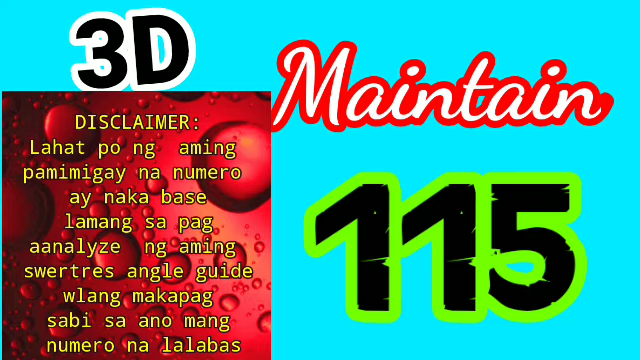 3D
Maintain
DISCLAIMER:
Lahat po ng aming
pamimigay na numero
ay naka base
lamang sa pag
aanalyze ng aming
swertres angle guide
wlang makapag
sabi sa ano mang
numero na lalabas
115